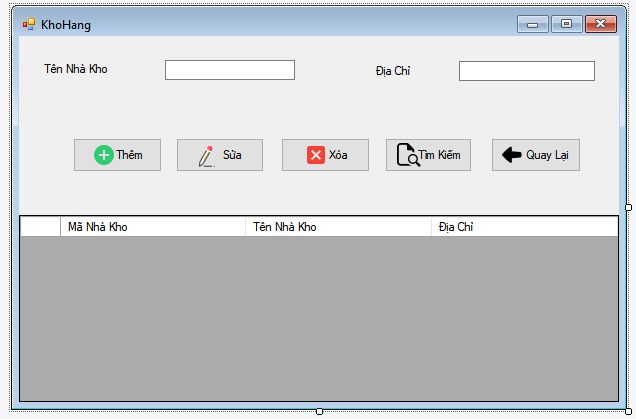 KhoHang
Tên Nhà Kho
Địa Chỉ
Thêm Sửa Xóa Tìm Kiếm Quay Lại
Mã Nhà Kho Tên Nhà Kho Địa Chỉ